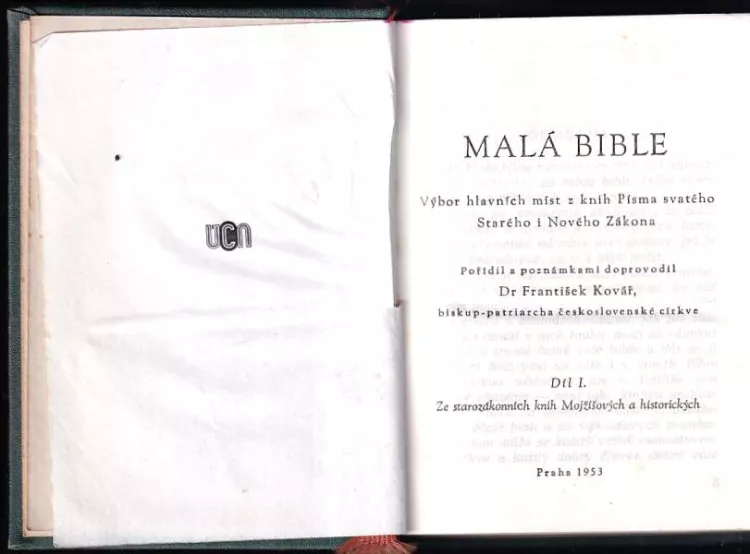 ÚCN
MALÁ BIBLE
Výbor hlavních míst z knih Písma svatého
Starého i Nového Zákona
Pořídil a poznámkami doprovodil
Dr František Kovář,
biskup-patriarcha československé církve
Díl I.
Ze starozákonních knih Mojžíšových a historických
Praha 1953